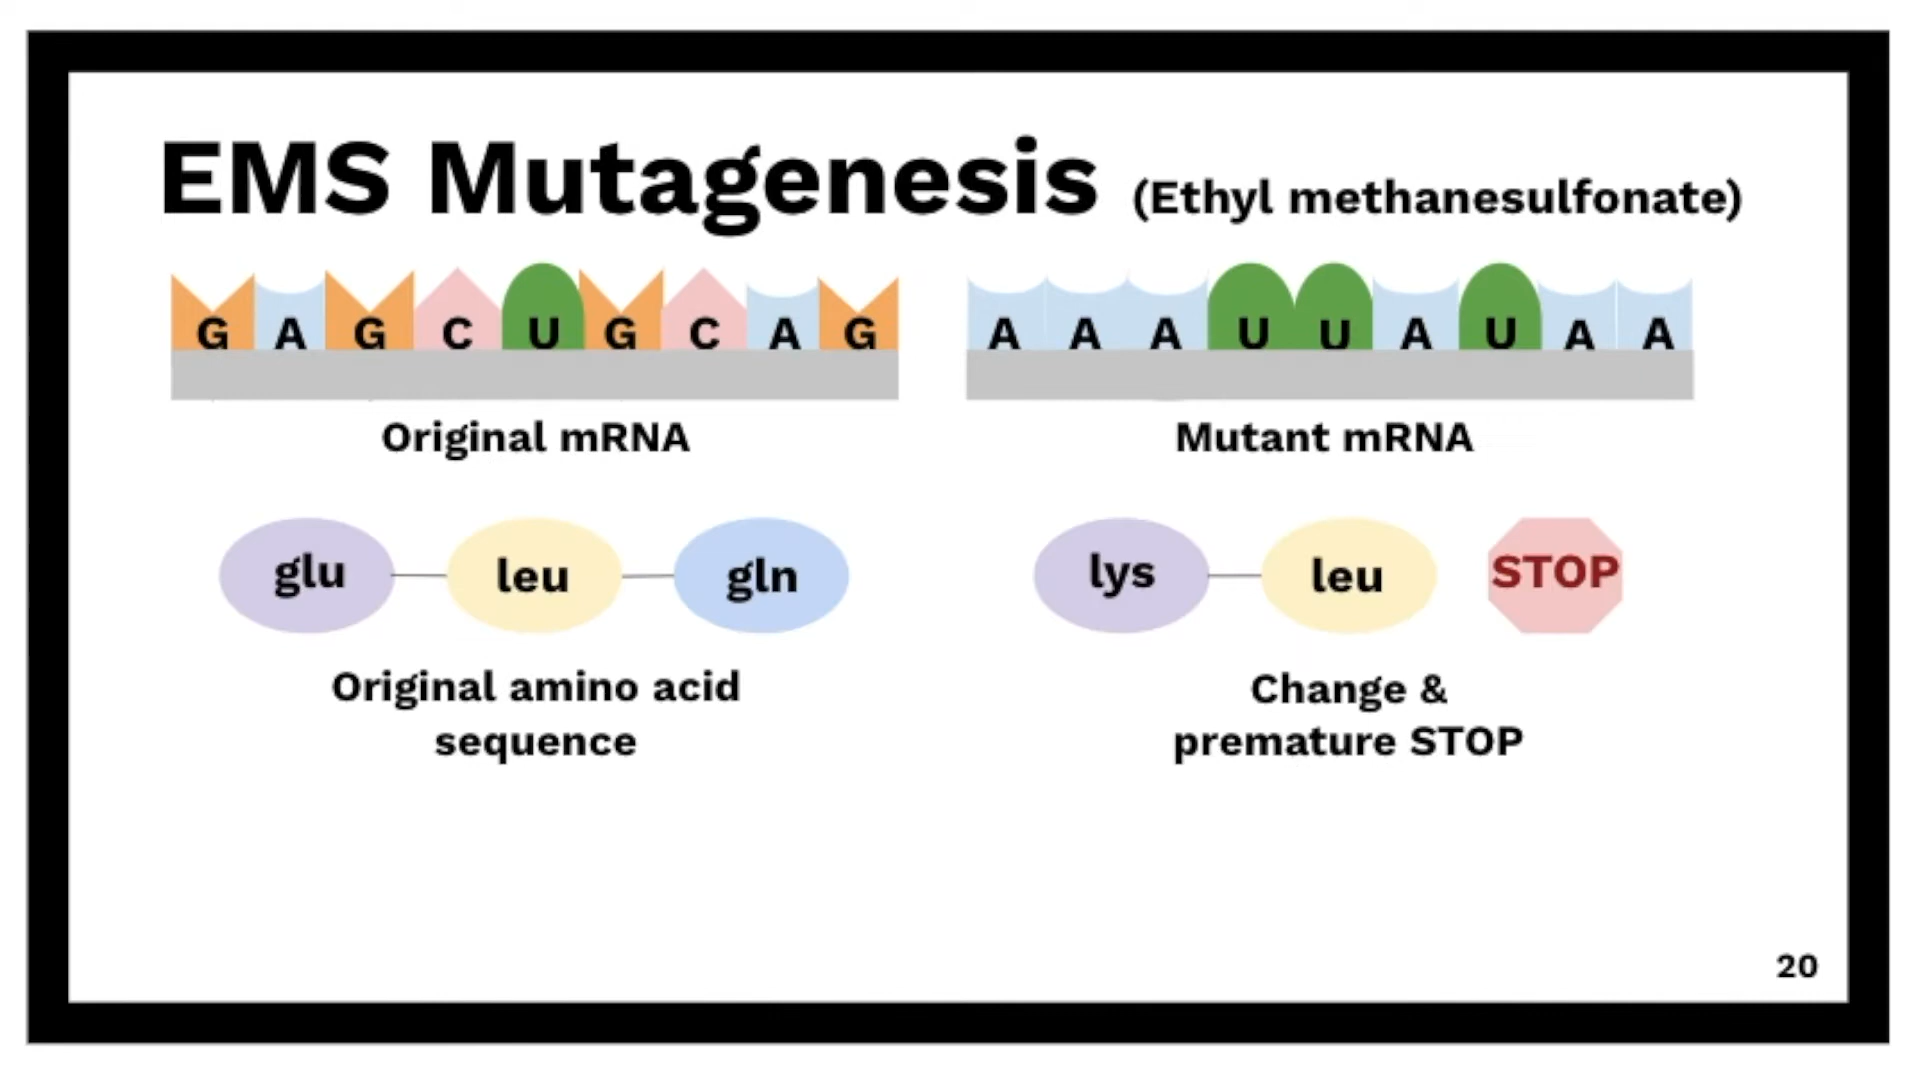 EMS Mutagenesis (Ethyl methanesulfonate)
G A G C U G C A G
A A A U U A U A A
Original mRNA
Mutant mRNA
glu leu gln
lys leu STOP
Original amino acid
sequence
Change &
premature STOP
20